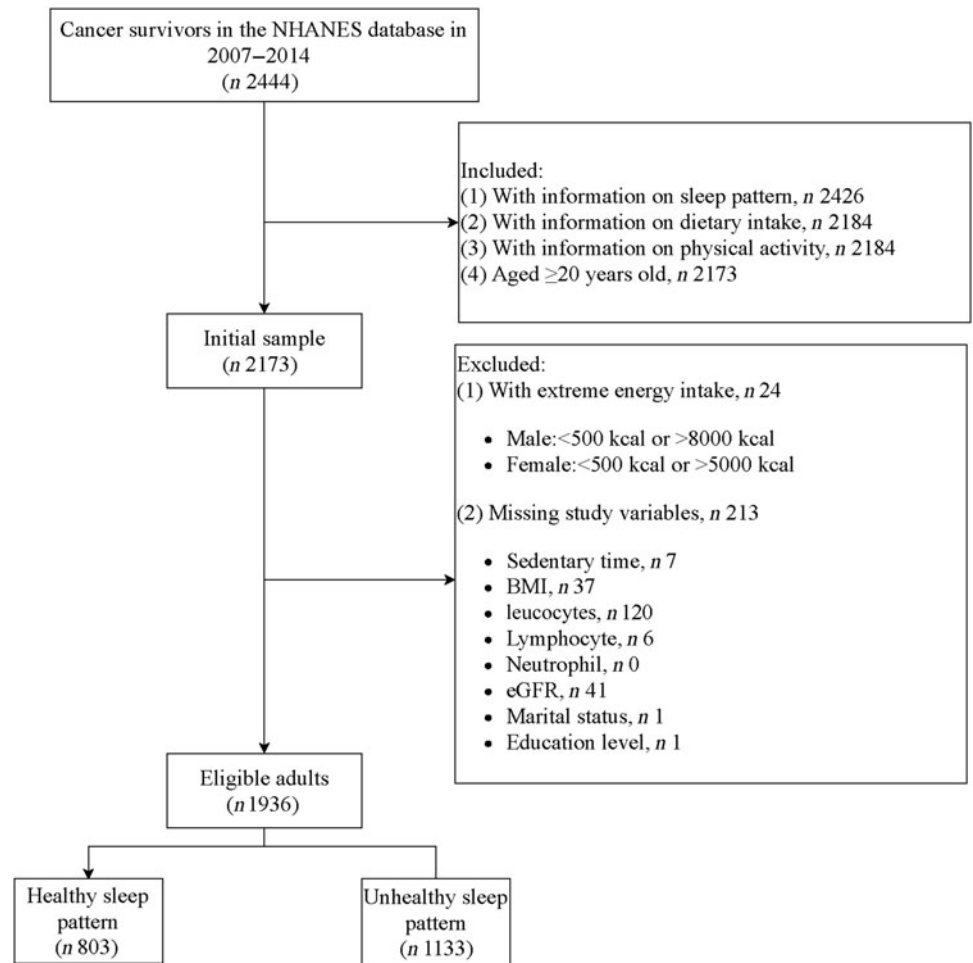 Cancer survivors in the NHANES database in
2007–2014
(n 2444)
Included:
(1) With information on sleep pattern, n 2426
(2) With information on dietary intake, n 2184
(3) With information on physical activity, n 2184
(4) Aged ≥20 years old, n 2173
Initial sample
(n 2173)
Excluded:
(1) With extreme energy intake, n 24
• Male:<500 kcal or >8000 kcal
• Female:<500 kcal or >5000 kcal
(2) Missing study variables, n 213
• Sedentary time, n 7
• BMI, n 37
• leucocytes, n 120
• Lymphocyte, n 6
• Neutrophil, n 0
• eGFR, n 41
• Marital status, n 1
• Education level, n 1
Eligible adults
(n 1936)
Healthy sleep
pattern
(n 803)
Unhealthy sleep
pattern
(n 1133)